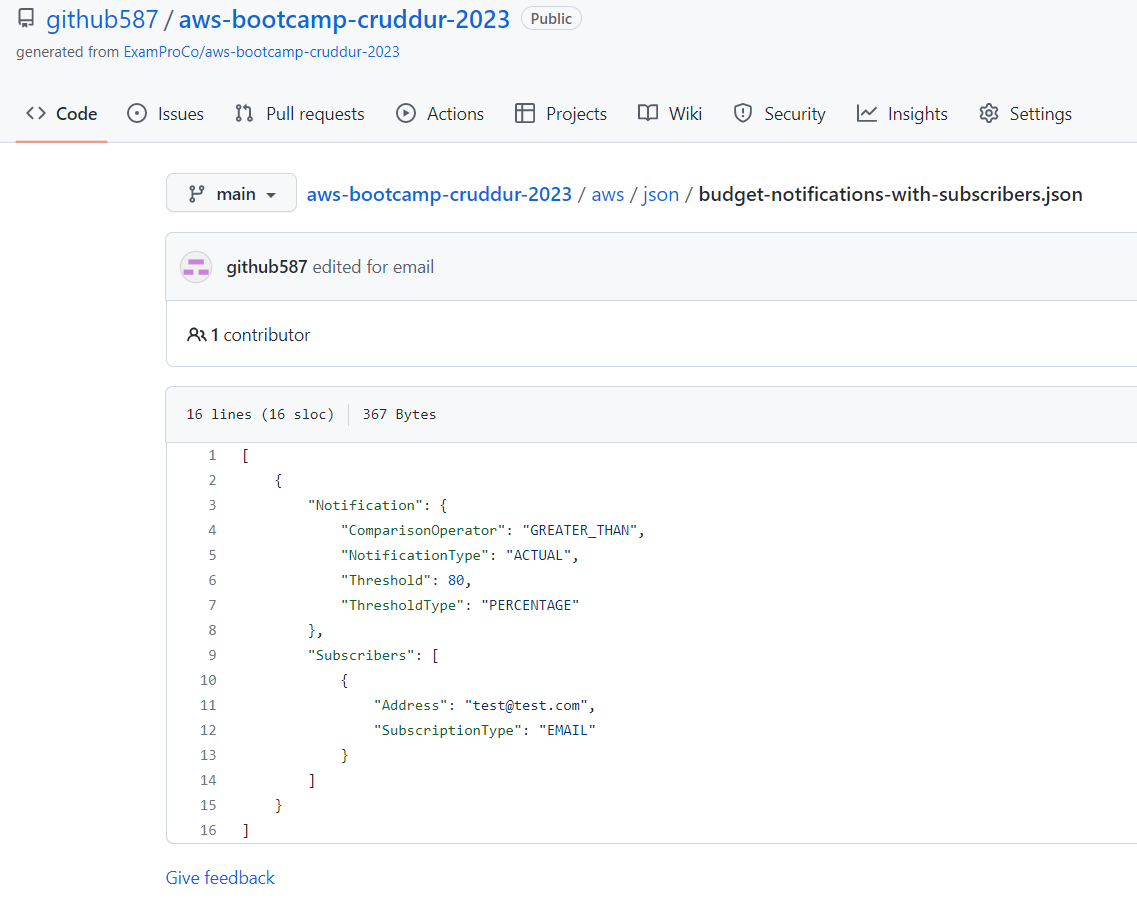 github587 / aws-bootcamp-cruddur-2023 Public
generated from ExamProCo/aws-bootcamp-cruddur-2023
Code Issues Pull requests Actions Projects Wiki Security Insights Settings
main aws-bootcamp-cruddur-2023 / aws / json / budget-notifications-with-subscribers.json
github587 edited for email
1 contributor
16 lines (16 sloc) 367 Bytes
1 [
2     {
3         "Notification": {
4             "ComparisonOperator": "GREATER_THAN",
5             "NotificationType": "ACTUAL",
6             "Threshold": 80,
7             "ThresholdType": "PERCENTAGE"
8         },
9         "Subscribers": [
10             {
11                 "Address": "test@test.com",
12                 "SubscriptionType": "EMAIL"
13             }
14         ]
15     }
16 ]
Give feedback